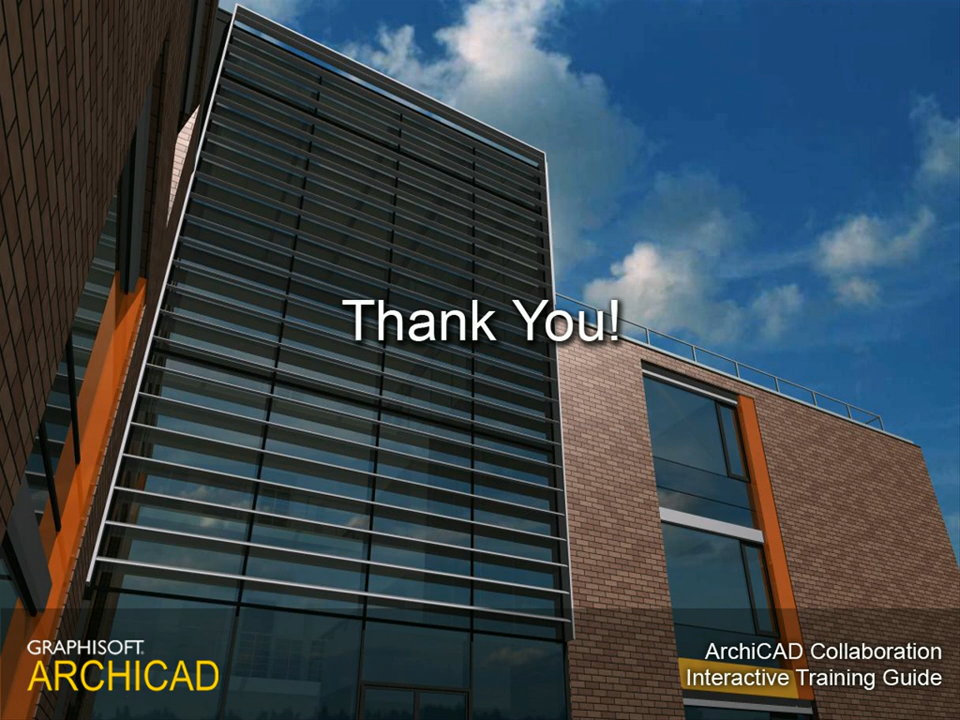 Thank You!
GRAPHISOFT.
ARCHICAD
ArchiCAD Collaboration
Interactive Training Guide